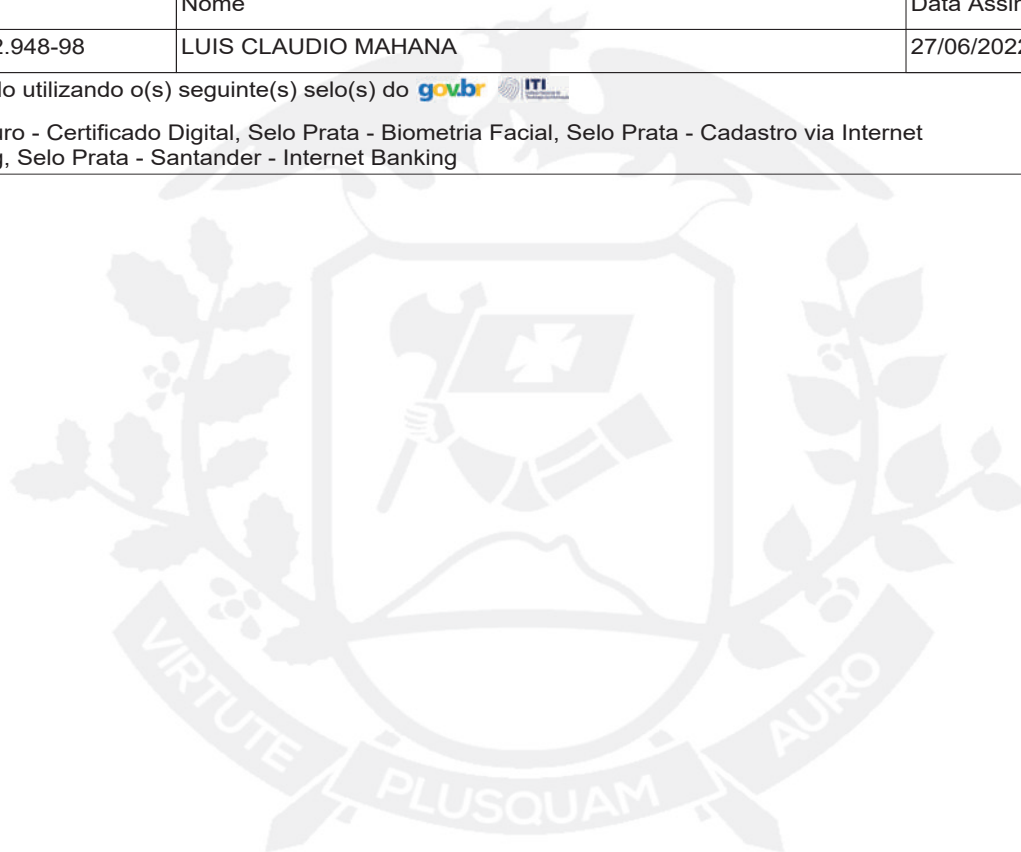 Nome Data Assin
2.948-98 LUIS CLAUDIO MAHANA 27/06/2022
do utilizando o(s) seguinte(s) selo(s) do gov.br ITI
uro - Certificado Digital, Selo Prata - Biometria Facial, Selo Prata - Cadastro via Internet
g, Selo Prata - Santander - Internet Banking
VIRTUTE PLUSQUAM AURO